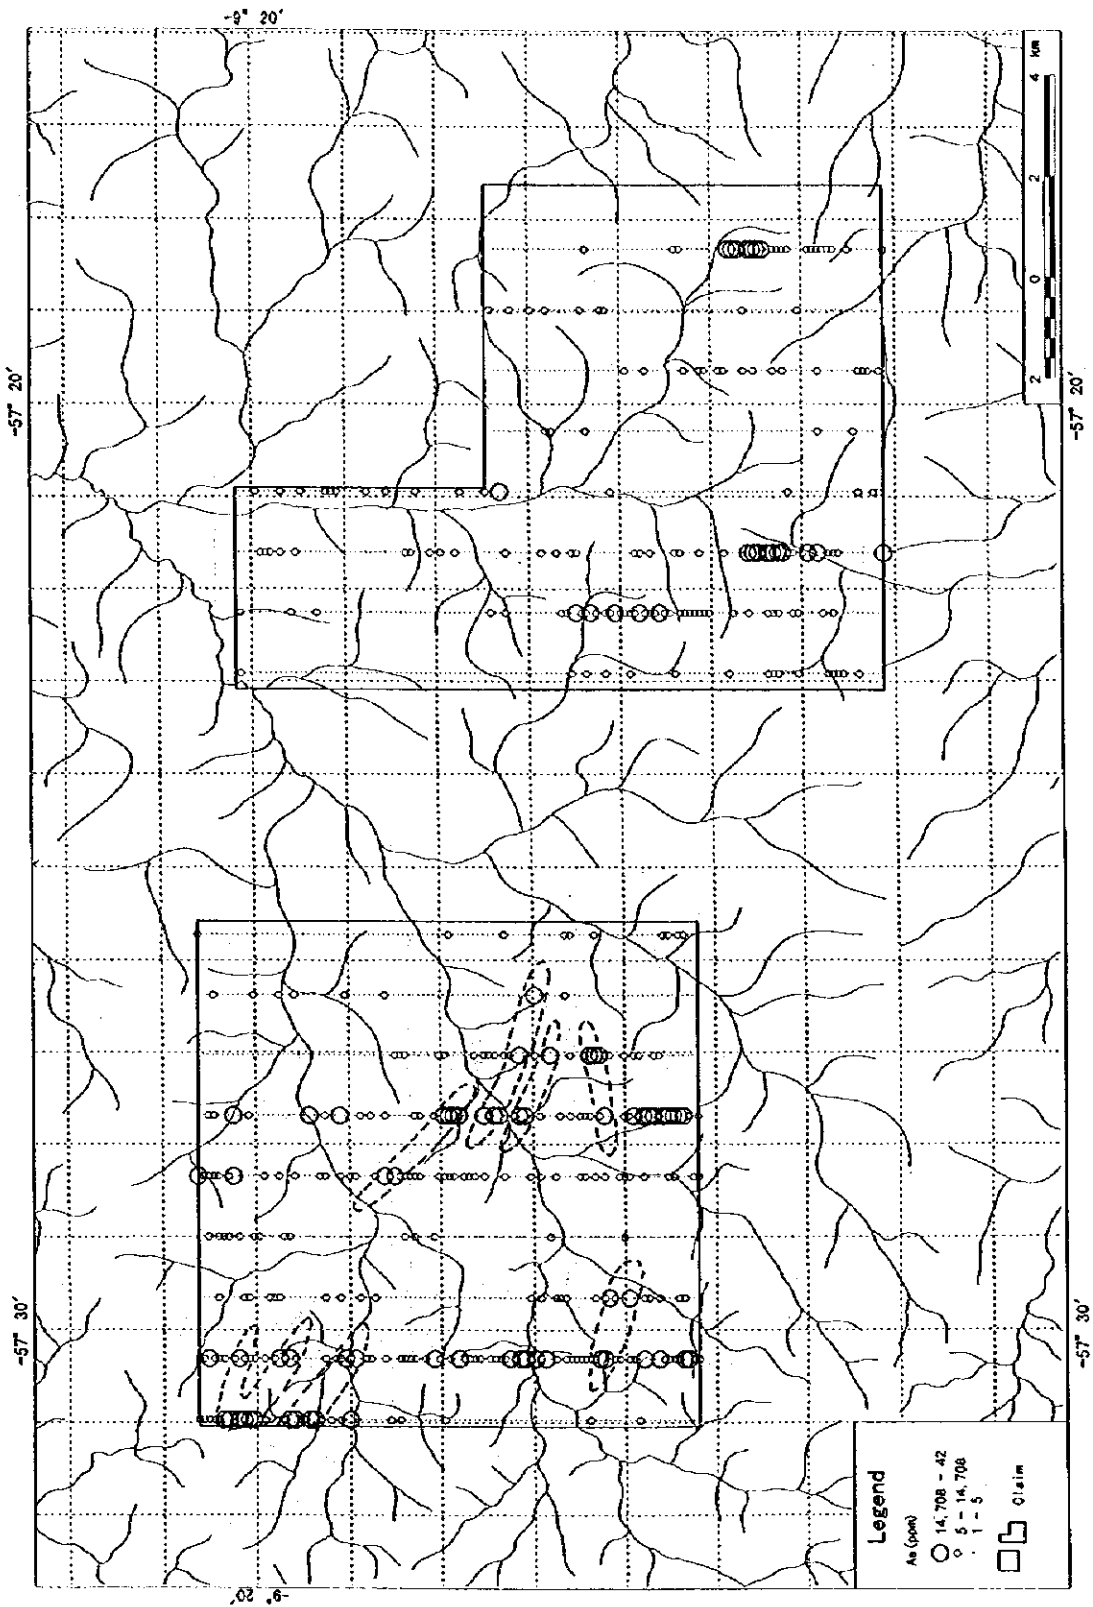 -9° 20'
-57° 20'
-57° 20'
2 0 2 4 km
-57° 30'
-57° 30'
-9° 20'
Legend
As (ppm)
14.708 - 42
5 - 14.708
1 - 5
Claim